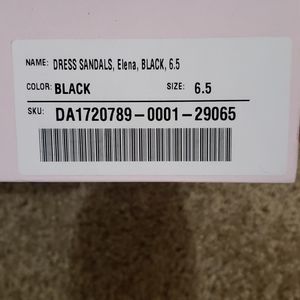 NAME: DRESS SANDALS, Elena, BLACK, 6.5
COLOR: BLACK SIZE: 6.5
SKU: DA1720789-0001-29065